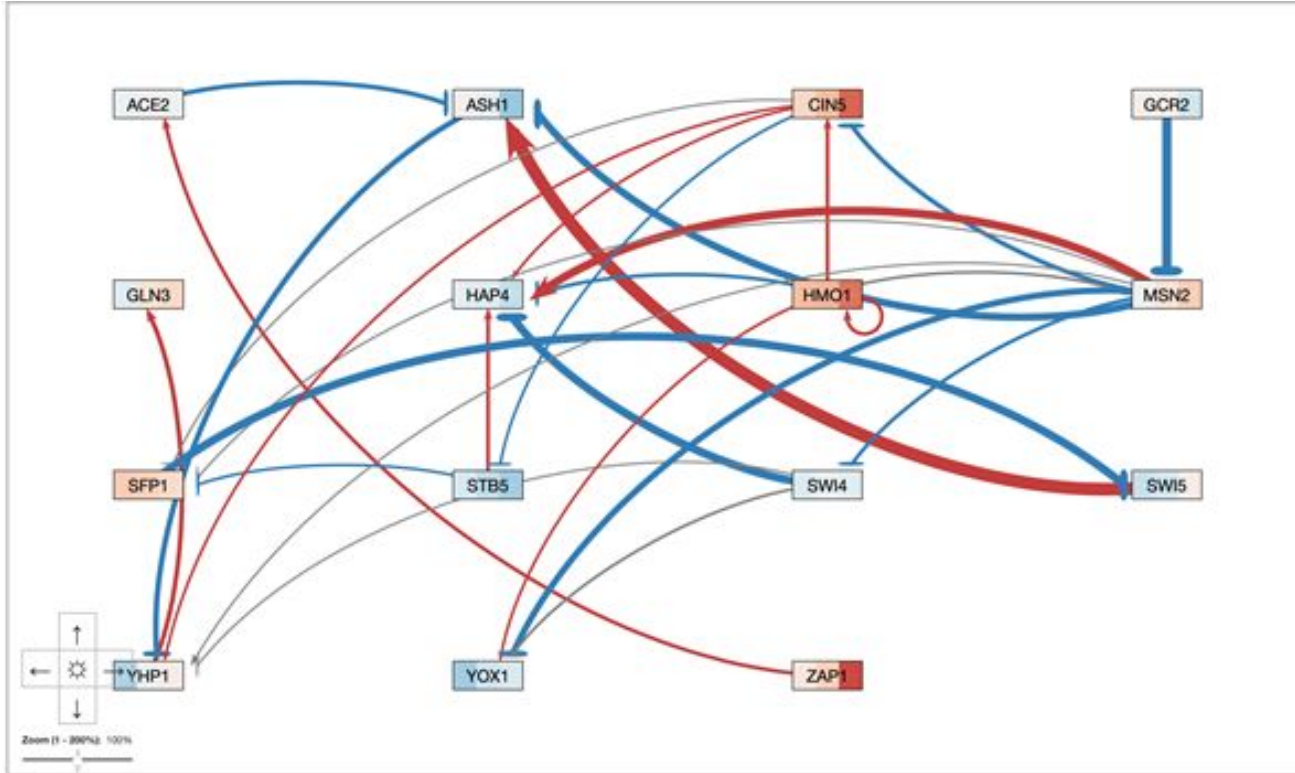 ACE2 ASH1 CIN5 GCR2
GLN3 HAP4 HMO1 MSN2
SFP1 STB5 SWI4 SWI5
YHP1 YOX1 ZAP1
Zoom (1 - 200%): 100%